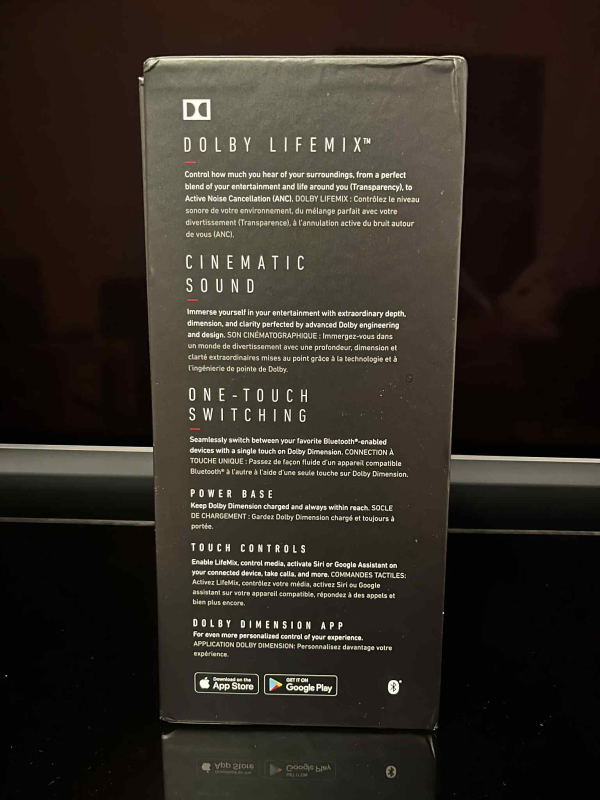 DOLBY LIFEMIX™
Control how much you hear of your surroundings, from a perfect
blend of your entertainment and life around you (Transparency), to
Active Noise Cancellation (ANC). DOLBY LIFEMIX : Contrôlez le niveau
sonore de votre environnement, du mélange parfait avec votre
divertissement (Transparence), à l'annulation active du bruit autour
de vous (ANC).
CINEMATIC
SOUND
Immerse yourself in your entertainment with extraordinary depth,
dimension, and clarity perfected by advanced Dolby engineering
and design. SON CINÉMATOGRAPHIQUE : Immergez-vous dans
un monde de divertissement avec une profondeur, dimension et
clarté extraordinaires mises au point grâce à la technologie et à
l'ingénierie de pointe de Dolby.
ONE-TOUCH
SWITCHING
Seamlessly switch between your favorite Bluetooth®-enabled
devices with a single touch on Dolby Dimension. CONNECTION À
TOUCHE UNIQUE : Passez de façon fluide d'un appareil compatible
Bluetooth® à l'autre à l'aide d'une seule touche sur Dolby Dimension.
POWER BASE
Keep Dolby Dimension charged and always within reach. SOCLE
DE CHARGEMENT : Gardez Dolby Dimension chargé et toujours à
portée.
TOUCH CONTROLS
Enable LifeMix, control media, activate Siri or Google Assistant on
your connected device, take calls, and more. COMMANDES TACTILES:
Activez LifeMix, contrôlez votre média, activez Siri ou Google
assistant sur votre appareil compatible, répondez à des appels et
bien plus encore.
DOLBY DIMENSION APP
For even more personalized control of your experience.
APPLICATION DOLBY DIMENSION: Personnalisez davantage votre
expérience.
Download on the
App Store
GET IT ON
Google Play